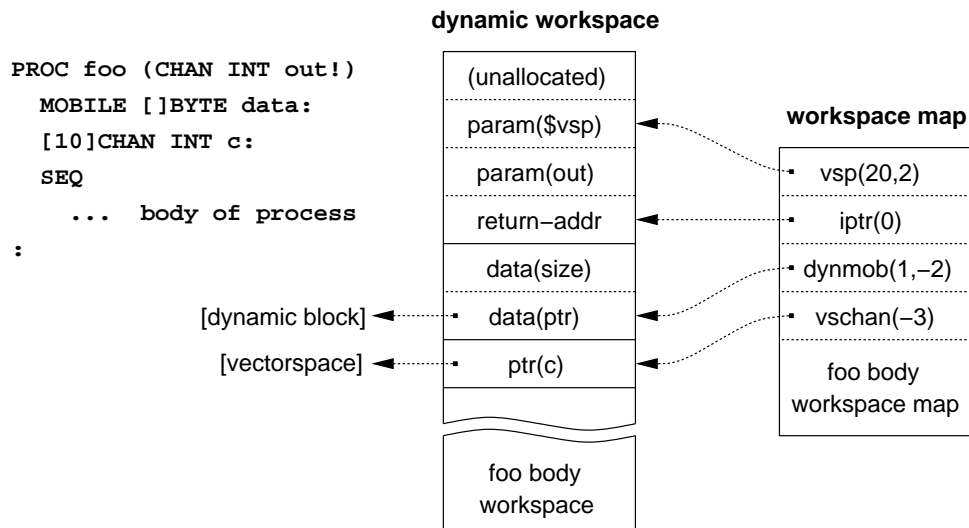 dynamic workspace
PROC foo (CHAN INT out!)
MOBILE []BYTE data:
[10]CHAN INT c:
SEQ
... body of process
:
(unallocated)
param($vsp)
param(out)
return−addr
data(size)
[dynamic block]
data(ptr)
[vectorspace]
ptr(c)
foo body
workspace
workspace map
vsp(20,2)
iptr(0)
dynmob(1,−2)
vschan(−3)
foo body
workspace map